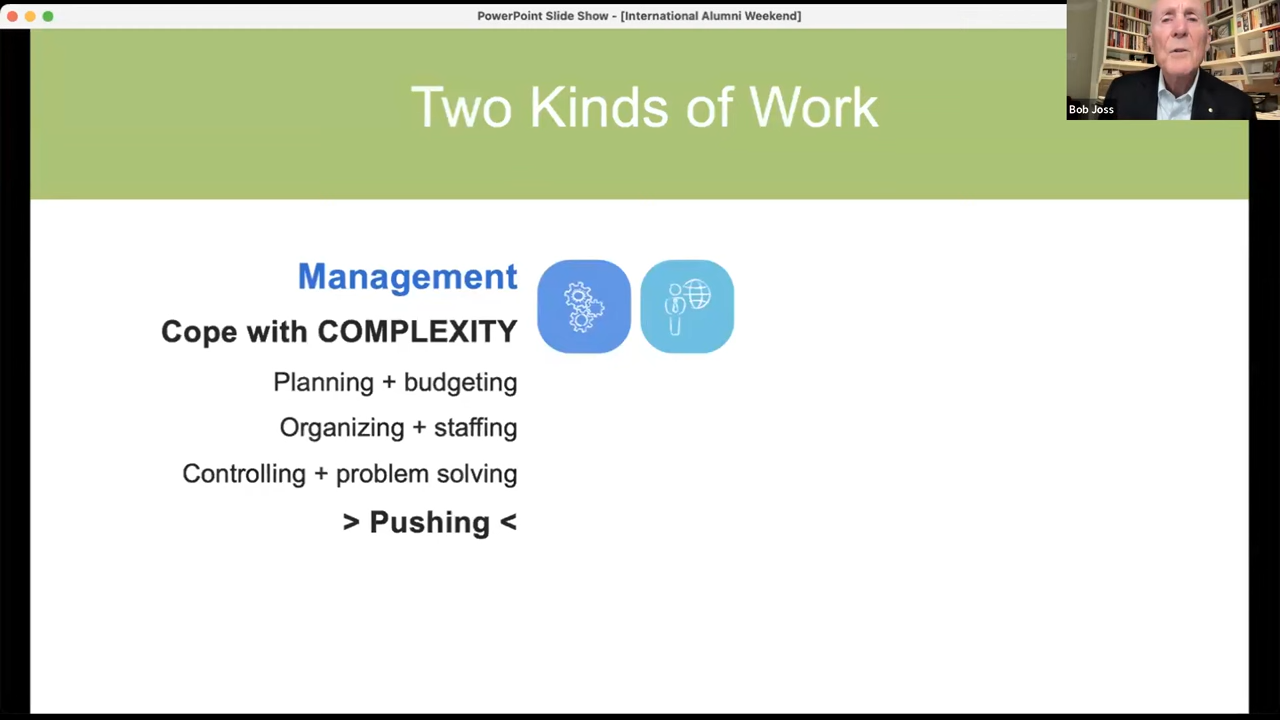 PowerPoint Slide Show - [International Alumni Weekend]
Bob Joss
Two Kinds of Work
Management
Cope with COMPLEXITY
Planning + budgeting
Organizing + staffing
Controlling + problem solving
> Pushing <